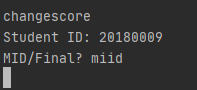 changescore
Student ID: 20180009
MID/Final? miid